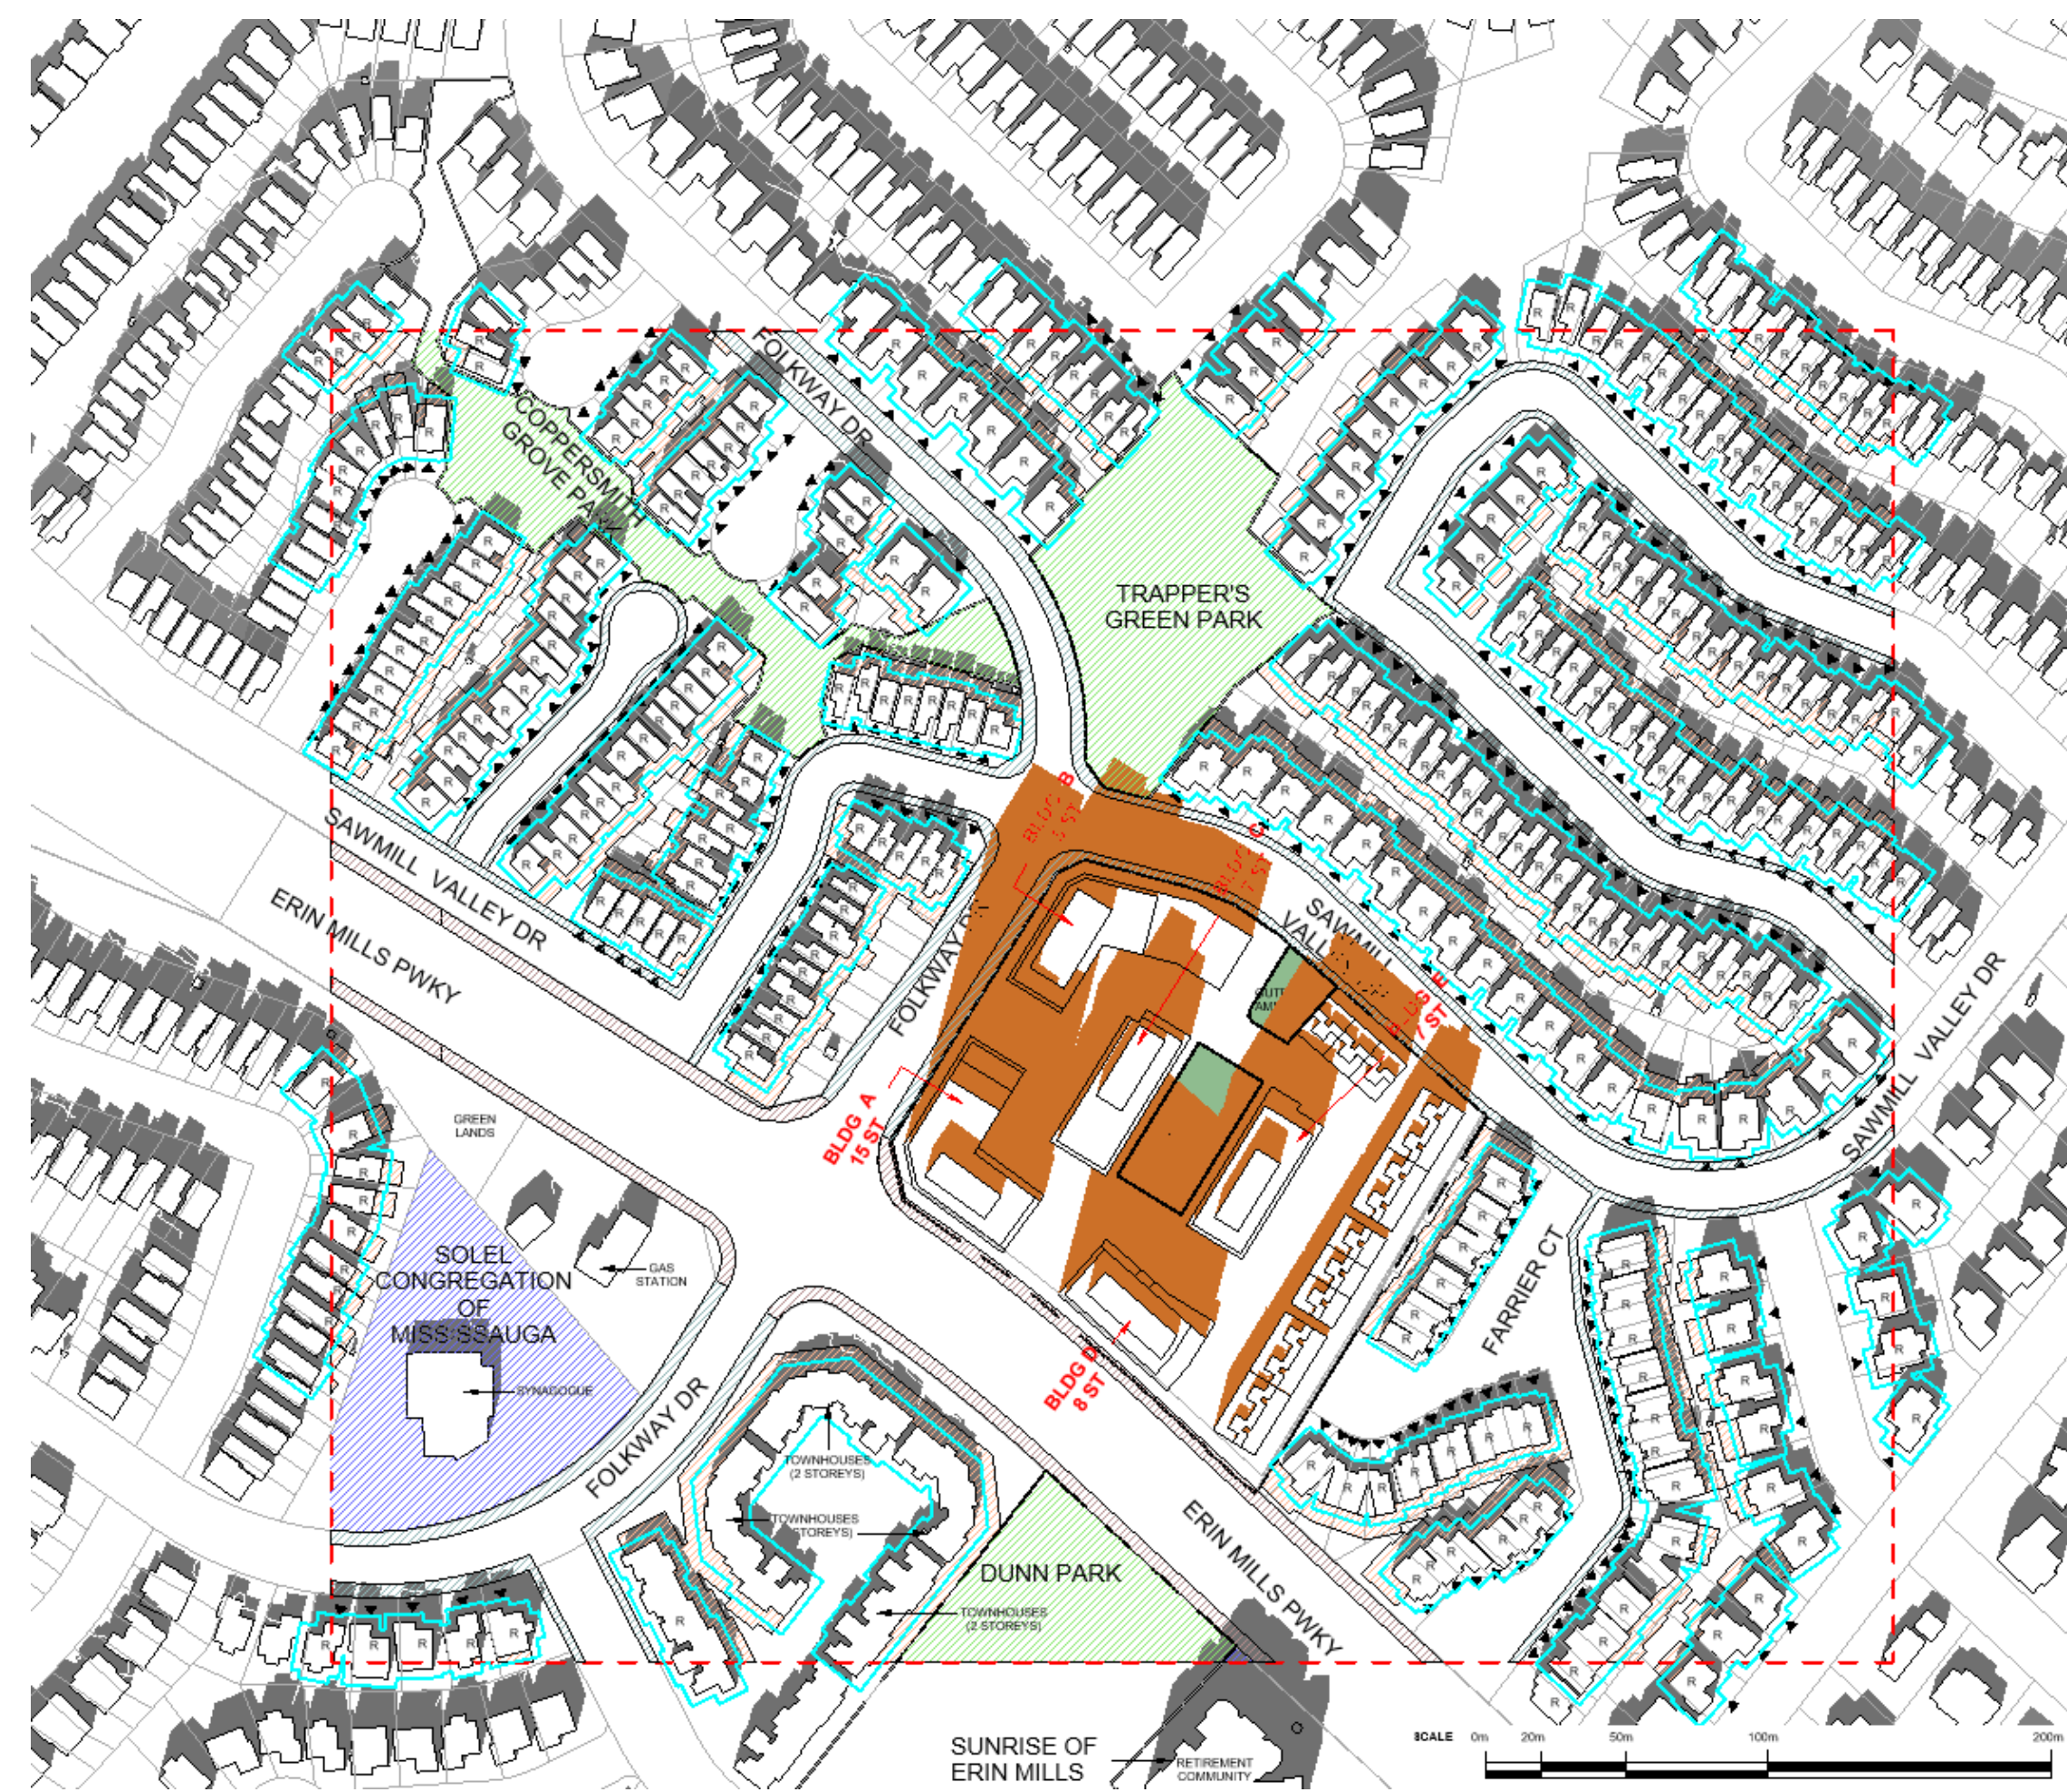 FOLKWAY DR
COPPERSMITH
GROVE PARK
TRAPPER'S
GREEN PARK
SAWMILL VALLEY DR
ERIN MILLS PWKY
FOLKWAY
SAWMILL
BLDG A
15 ST
7 ST
BLDG D
8 ST
SAWMILL VALLEY DR
GREEN
LANDS
SOLEL
CONGREGATION
OF
MISSISSAUGA
GAS
STATION
SYNAGOGUE
FOLKWAY DR
TOWNHOUSES
(2 STOREYS)
TOWNHOUSES
STOREYS)
TOWNHOUSES
(2 STOREYS)
DUNN PARK
ERIN MILLS PWKY
FARRIER CT
SUNRISE OF
ERIN MILLS
RETIREMENT
COMMUNITY
SCALE 0m 20m 50m 100m 200m